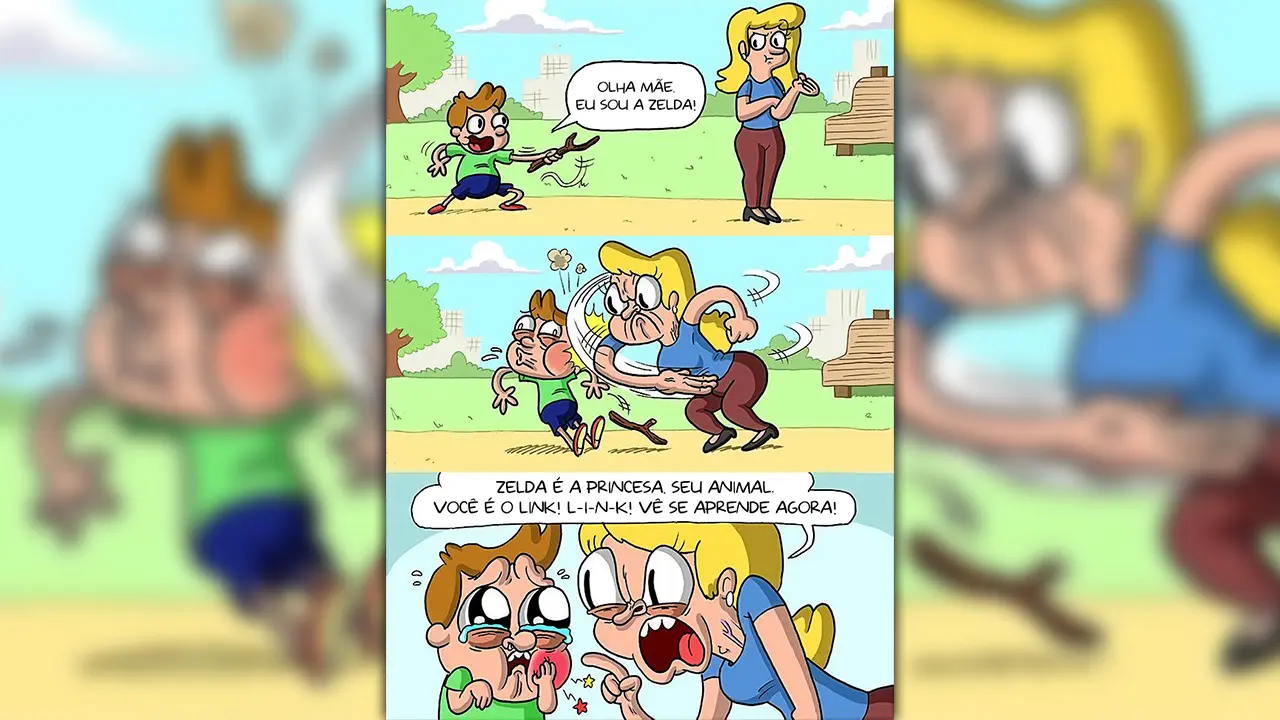 OLHA MÃE,
EU SOU A ZELDA!
ZELDA É A PRINCESA, SEU ANIMAL.
VOCÊ É O LINK! L-I-N-K! VÊ SE APRENDE AGORA!